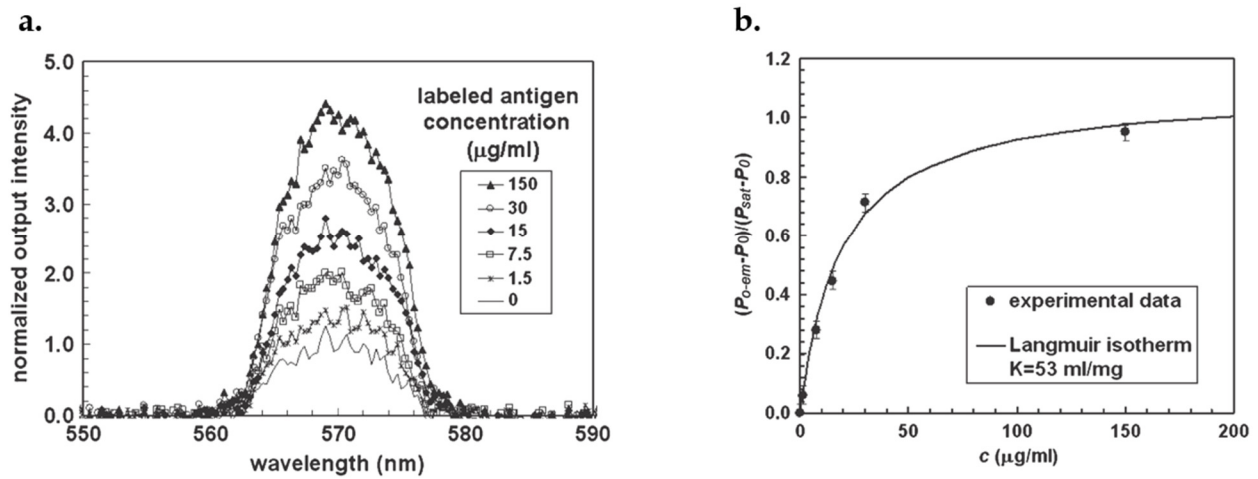 a.
5.0
4.0
3.0
2.0
1.0
0.0
normalized output intensity
labeled antigen
concentration
(μg/ml)
150
30
15
7.5
1.5
0
550
560
570
580
590
wavelength (nm)
b.
1.2
1.0
0.8
0.6
0.4
0.2
0.0
(Po-em-P0)/(Psat-P0)
experimental data
Langmuir isotherm
K=53 ml/mg
0
50
100
150
200
c (μg/ml)